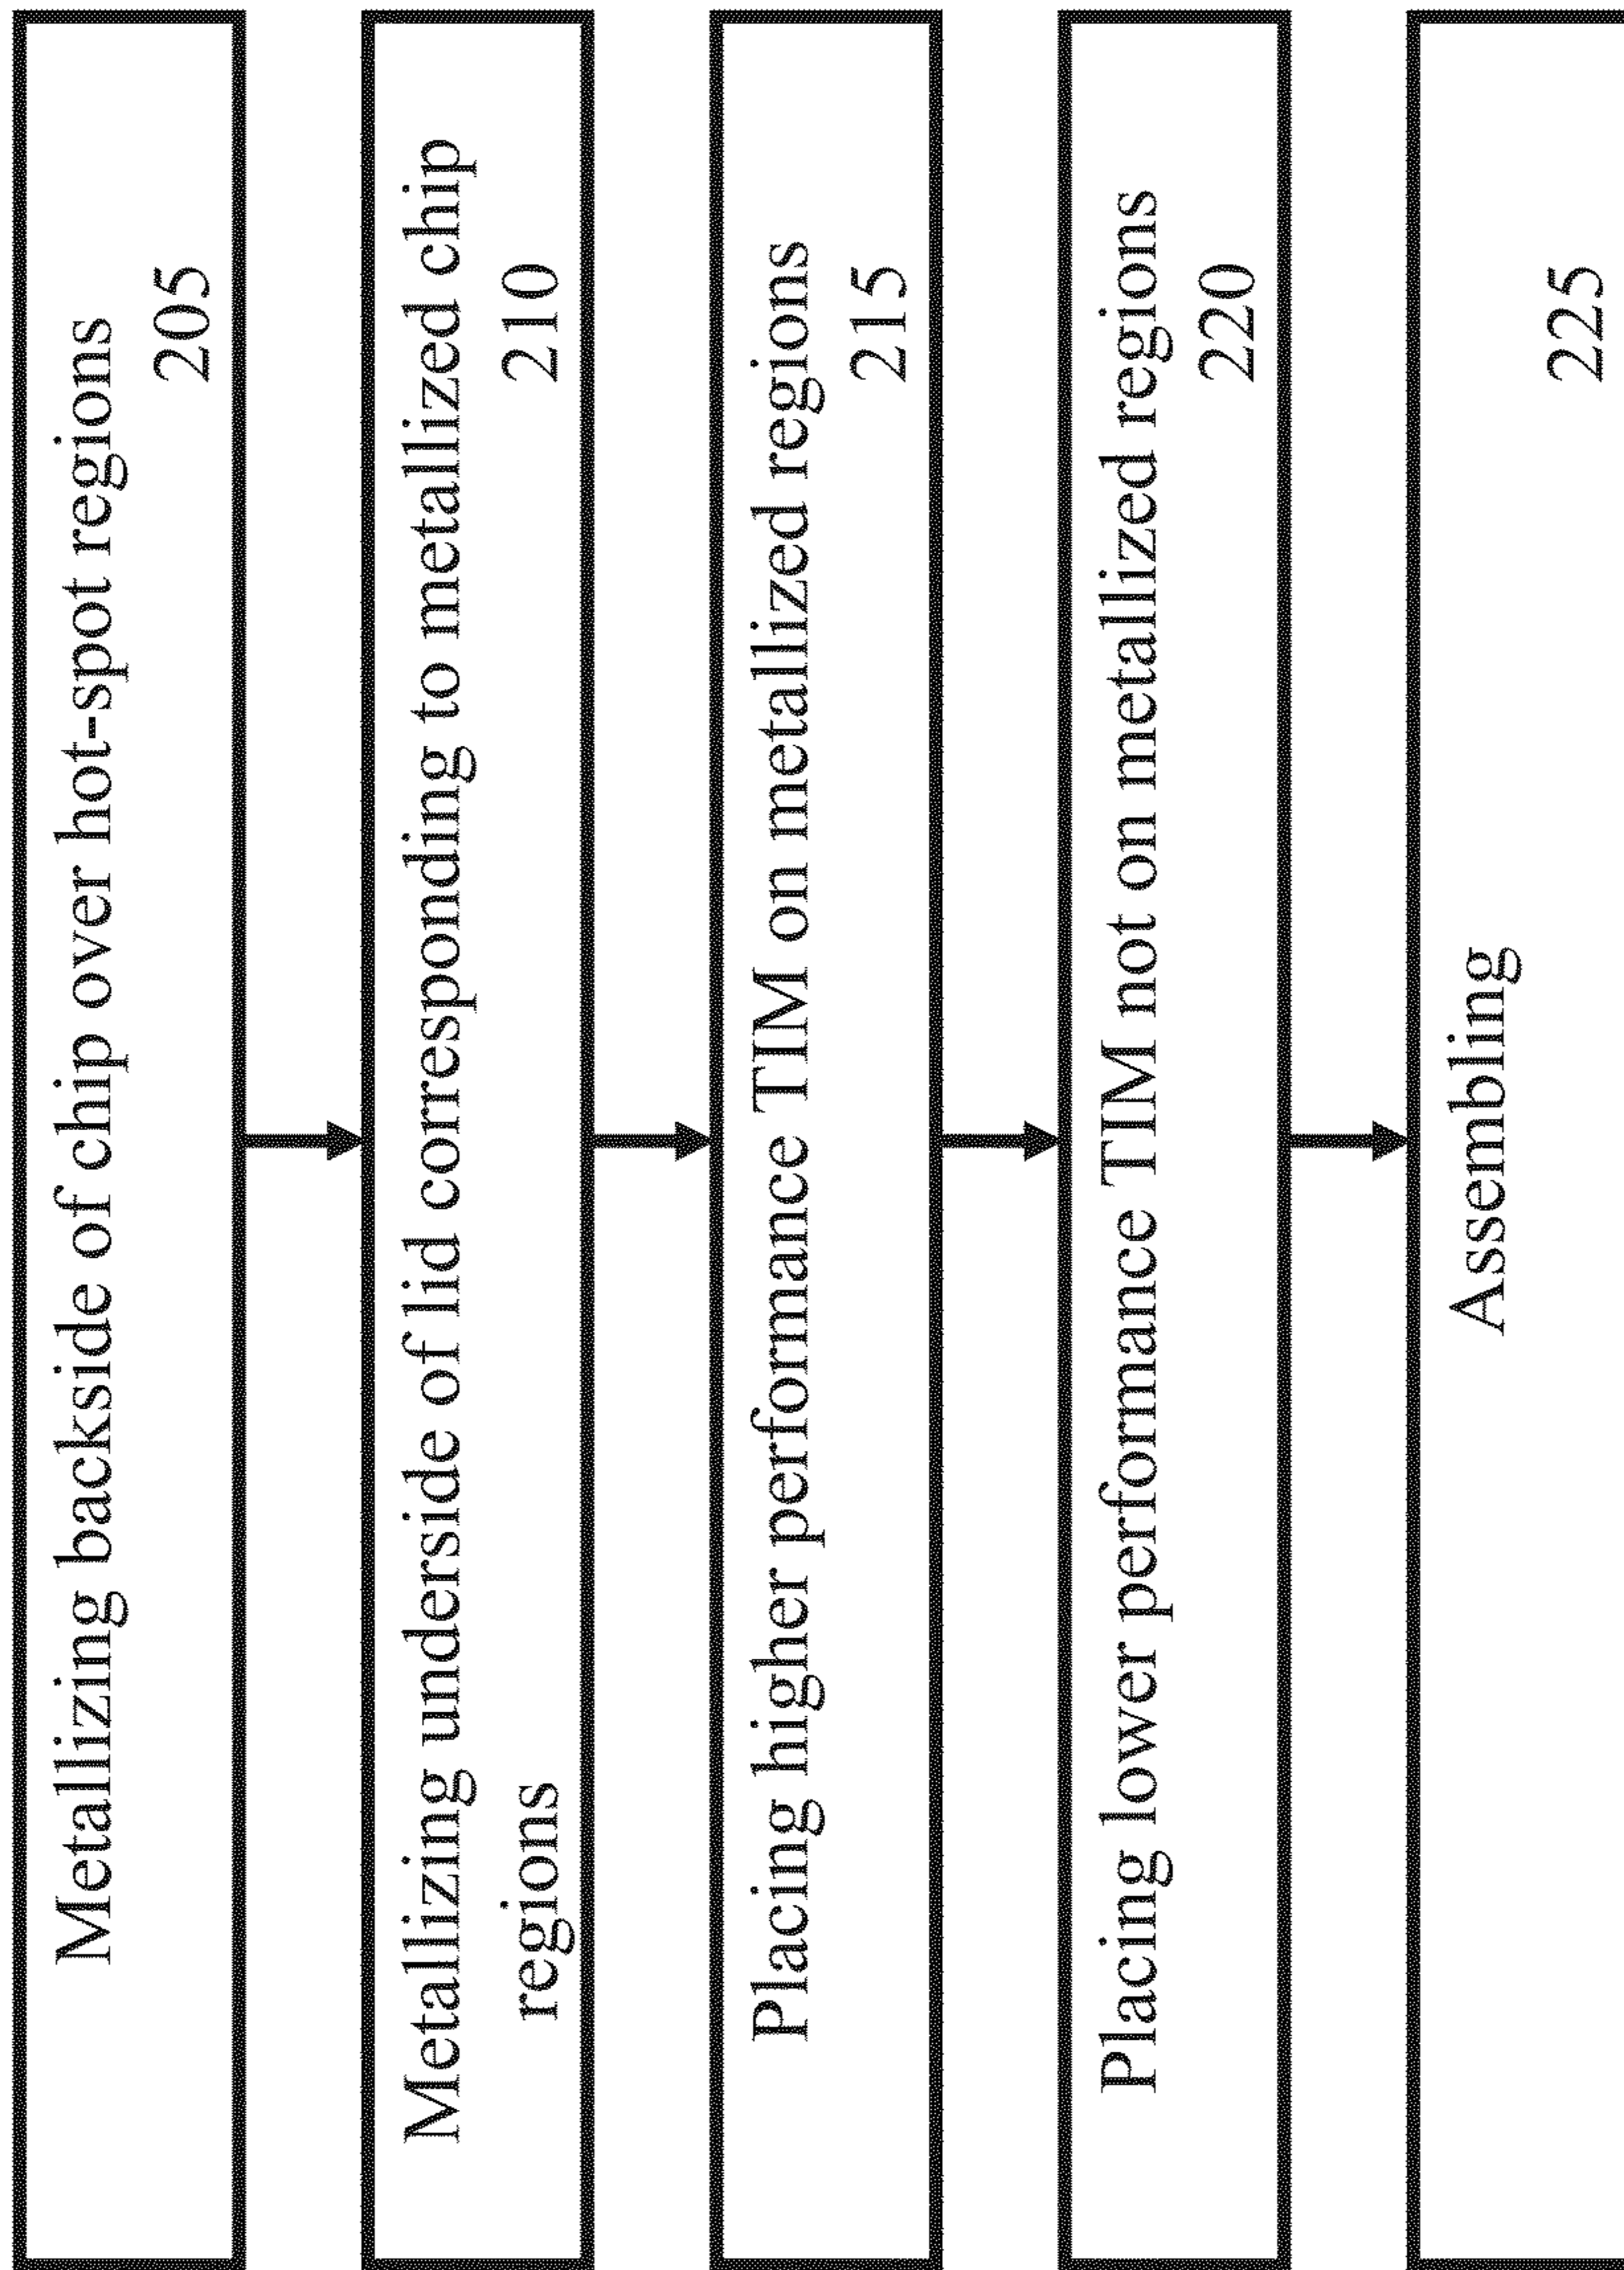 Metallizing backside of chip over hot-spot regions
205
Metallizing underside of lid corresponding to metallized chip
regions 210
Placing higher performance TIM on metallized regions
215
Placing lower performance TIM not on metallized regions
220
Assembling
225